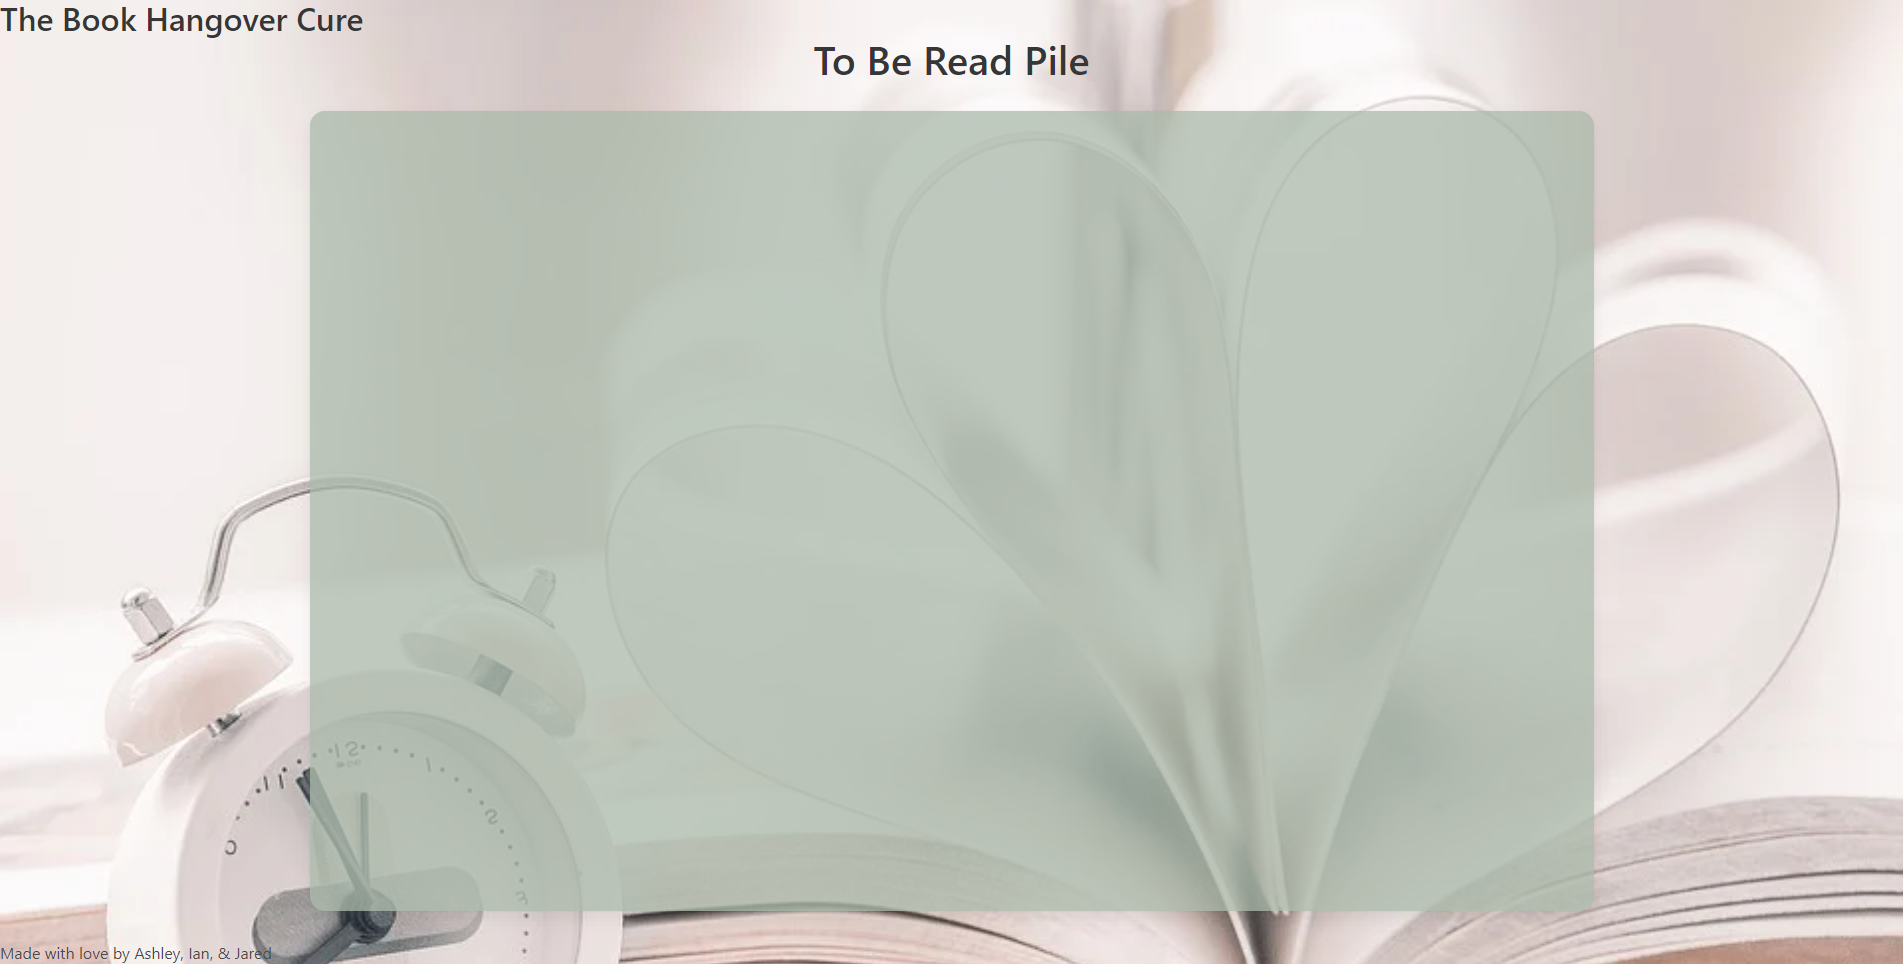 The Book Hangover Cure
To Be Read Pile
Made with love by Ashley, Ian, & Jared